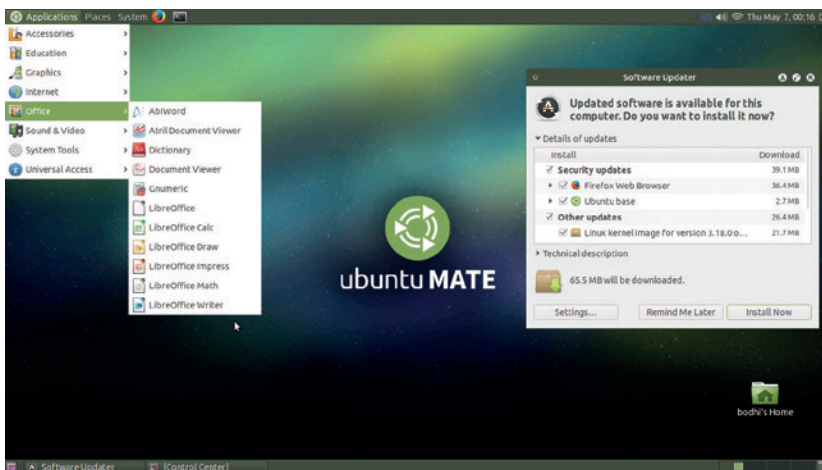 Applications Places System
Thu May 7, 00:16
Accessories
Education
Graphics
Internet
Office
Sound & Video
System Tools
Universal Access
AbiWord
Atril Document Viewer
Dictionary
Document Viewer
Gnumeric
LibreOffice
LibreOffice Calc
LibreOffice Draw
LibreOffice Impress
LibreOffice Math
LibreOffice Writer
ubuntu MATE
Software Updater
Updated software is available for this
computer. Do you want to install it
now?
Details of updates
Install Download
Security updates 39.1 MB
Firefox Web Browser 36.4 MB
Ubuntu base 2.7 MB
Other updates 26.4 MB
Linux kernel image for version 3.18.0 o... 21.7 MB
Technical description
65.5 MB will be downloaded.
Settings... Remind Me Later Install Now
bodhi's Home
Software Updater [Control Center]